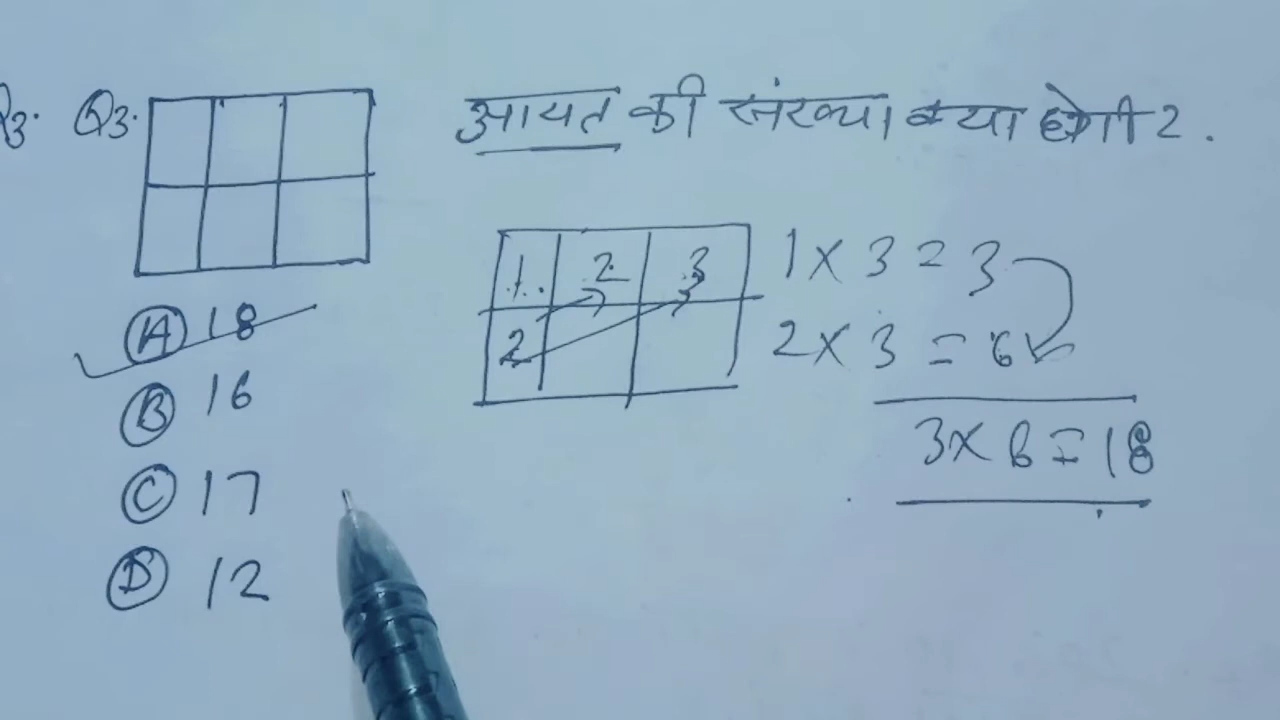 Q3. Q3. आयत की संख्या क्या होगी ?.
1 2 3
2
1 × 3 = 3
2 × 3 = 6
3 × 6 = 18
(A) 18
(B) 16
(C) 17
(D) 12